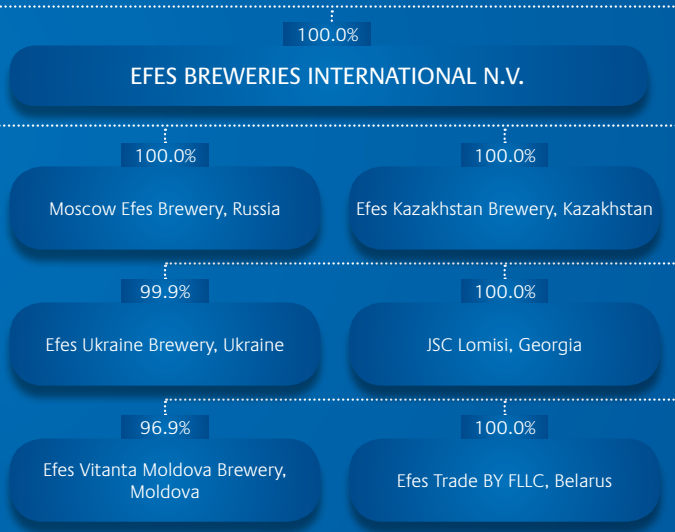 100.0%
EFES BREWERIES INTERNATIONAL N.V.
100.0%
100.0%
Moscow Efes Brewery, Russia
Efes Kazakhstan Brewery, Kazakhstan
99.9%
100.0%
Efes Ukraine Brewery, Ukraine
JSC Lomisi, Georgia
96.9%
100.0%
Efes Vitanta Moldova Brewery,
Moldova
Efes Trade BY FLLC, Belarus